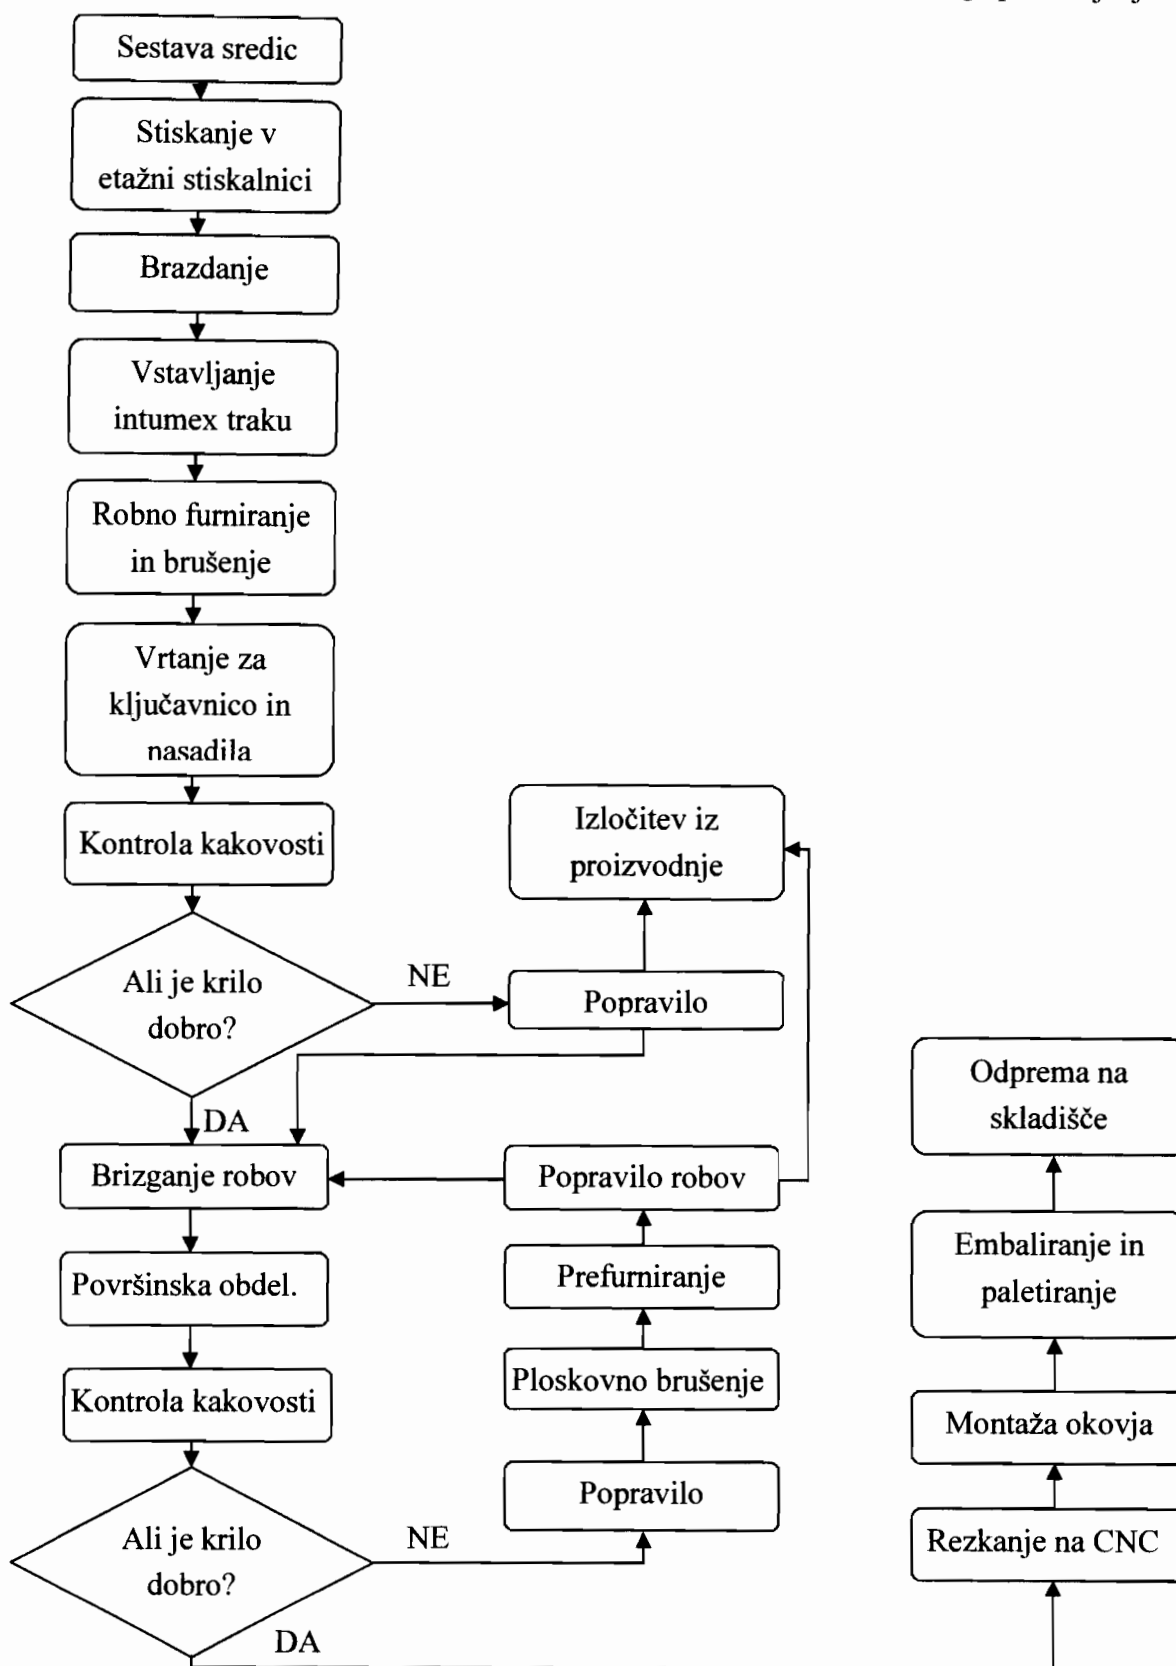 Sestava sredic
Stiskanje v
etažni stiskalnici
Brazdanje
Vstavljanje
intumex traku
Robno furniranje
in brušenje
Vrtanje za
ključavnico in
nasadila
Kontrola kakovosti
Izločitev iz
proizvodnje
Ali je krilo
dobro?
NE
Popravilo
DA
Brizganje robov
Popravilo robov
Prefurniranje
Površinska obdel.
Ploskovno brušenje
Kontrola kakovosti
Popravilo
Ali je krilo
dobro?
NE
DA
Odprema na
skladišče
Embaliranje in
paletiranje
Montaža okovja
Rezkanje na CNC